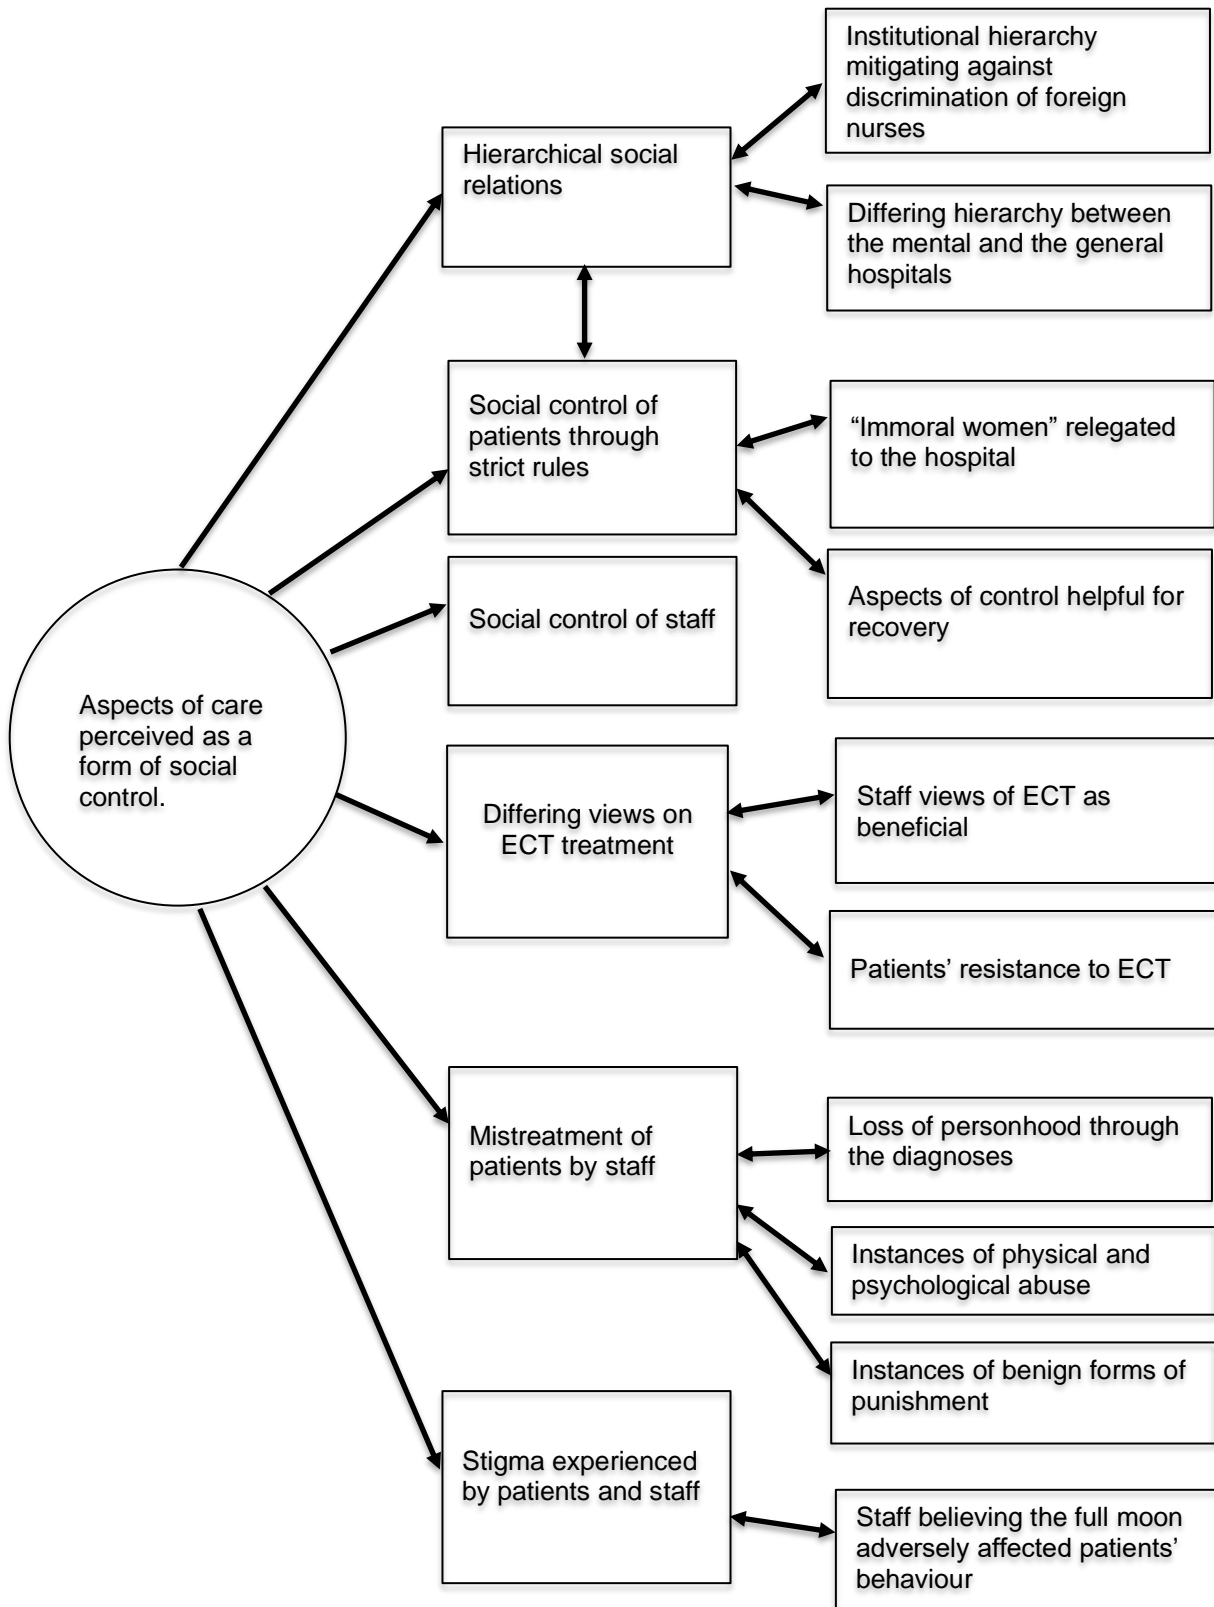 Institutional hierarchy
mitigating against
discrimination of foreign
nurses
Hierarchical social
relations
Differing hierarchy between
the mental and the general
hospitals
Social control of
patients through
strict rules
“Immoral women” relegated
to the hospital
Aspects of control helpful for
recovery
Social control of staff
Aspects of care
perceived as a
form of social
control.
Differing views on
ECT treatment
Staff views of ECT as
beneficial
Patients’ resistance to ECT
Mistreatment of
patients by staff
Loss of personhood through
the diagnoses
Instances of physical and
psychological abuse
Instances of benign forms of
punishment
Stigma experienced
by patients and staff
Staff believing the full moon
adversely affected patients’
behaviour